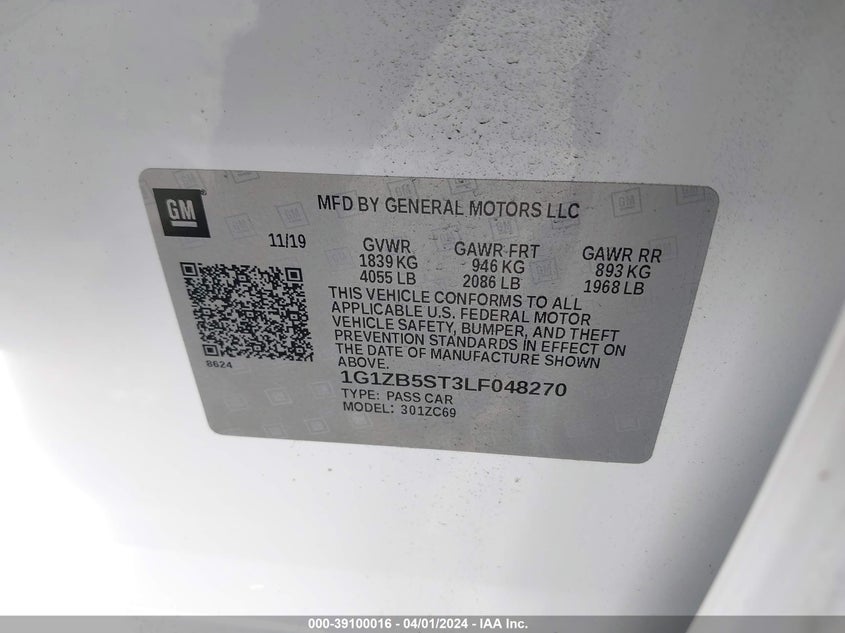 GM
MFD BY GENERAL MOTORS LLC
11/19
GVWR GAWR FRT GAWR RR
1839 KG 946 KG 893 KG
4055 LB 2086 LB 1968 LB
THIS VEHICLE CONFORMS TO ALL
APPLICABLE U.S. FEDERAL MOTOR
VEHICLE SAFETY, BUMPER, AND THEFT
PREVENTION STANDARDS IN EFFECT ON
THE DATE OF MANUFACTURE SHOWN
ABOVE.
8624
1G1ZB5ST3LF048270
TYPE: PASS CAR
MODEL: 301ZC69
000-39100016 - 04/01/2024 - IAA Inc.